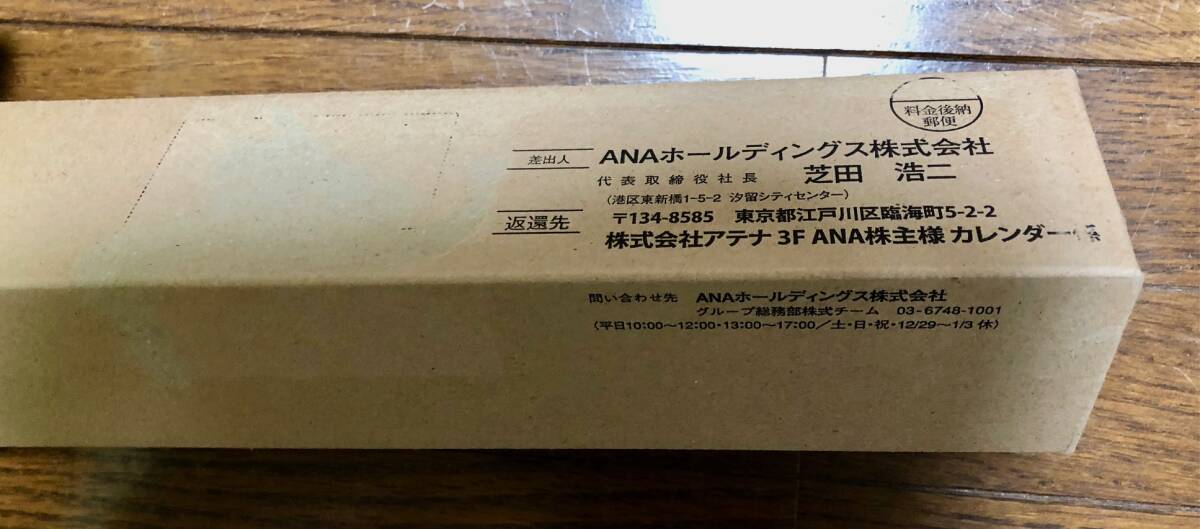 料金後納
郵便
差出人 ANAホールディングス株式会社
代表取締役社長 芝田 浩二
(港区東新橋1-5-2 汐留シティセンター)
返還先 〒134-8585 東京都江戸川区臨海町5-2-2
株式会社アテナ 3F ANA株主様 カレンダー係
問い合わせ先 ANAホールディングス株式会社
グループ総務部株式チーム 03-6748-1001
(平日10:00〜12:00・13:00〜17:00/土・日・祝・12/29〜1/3 休)